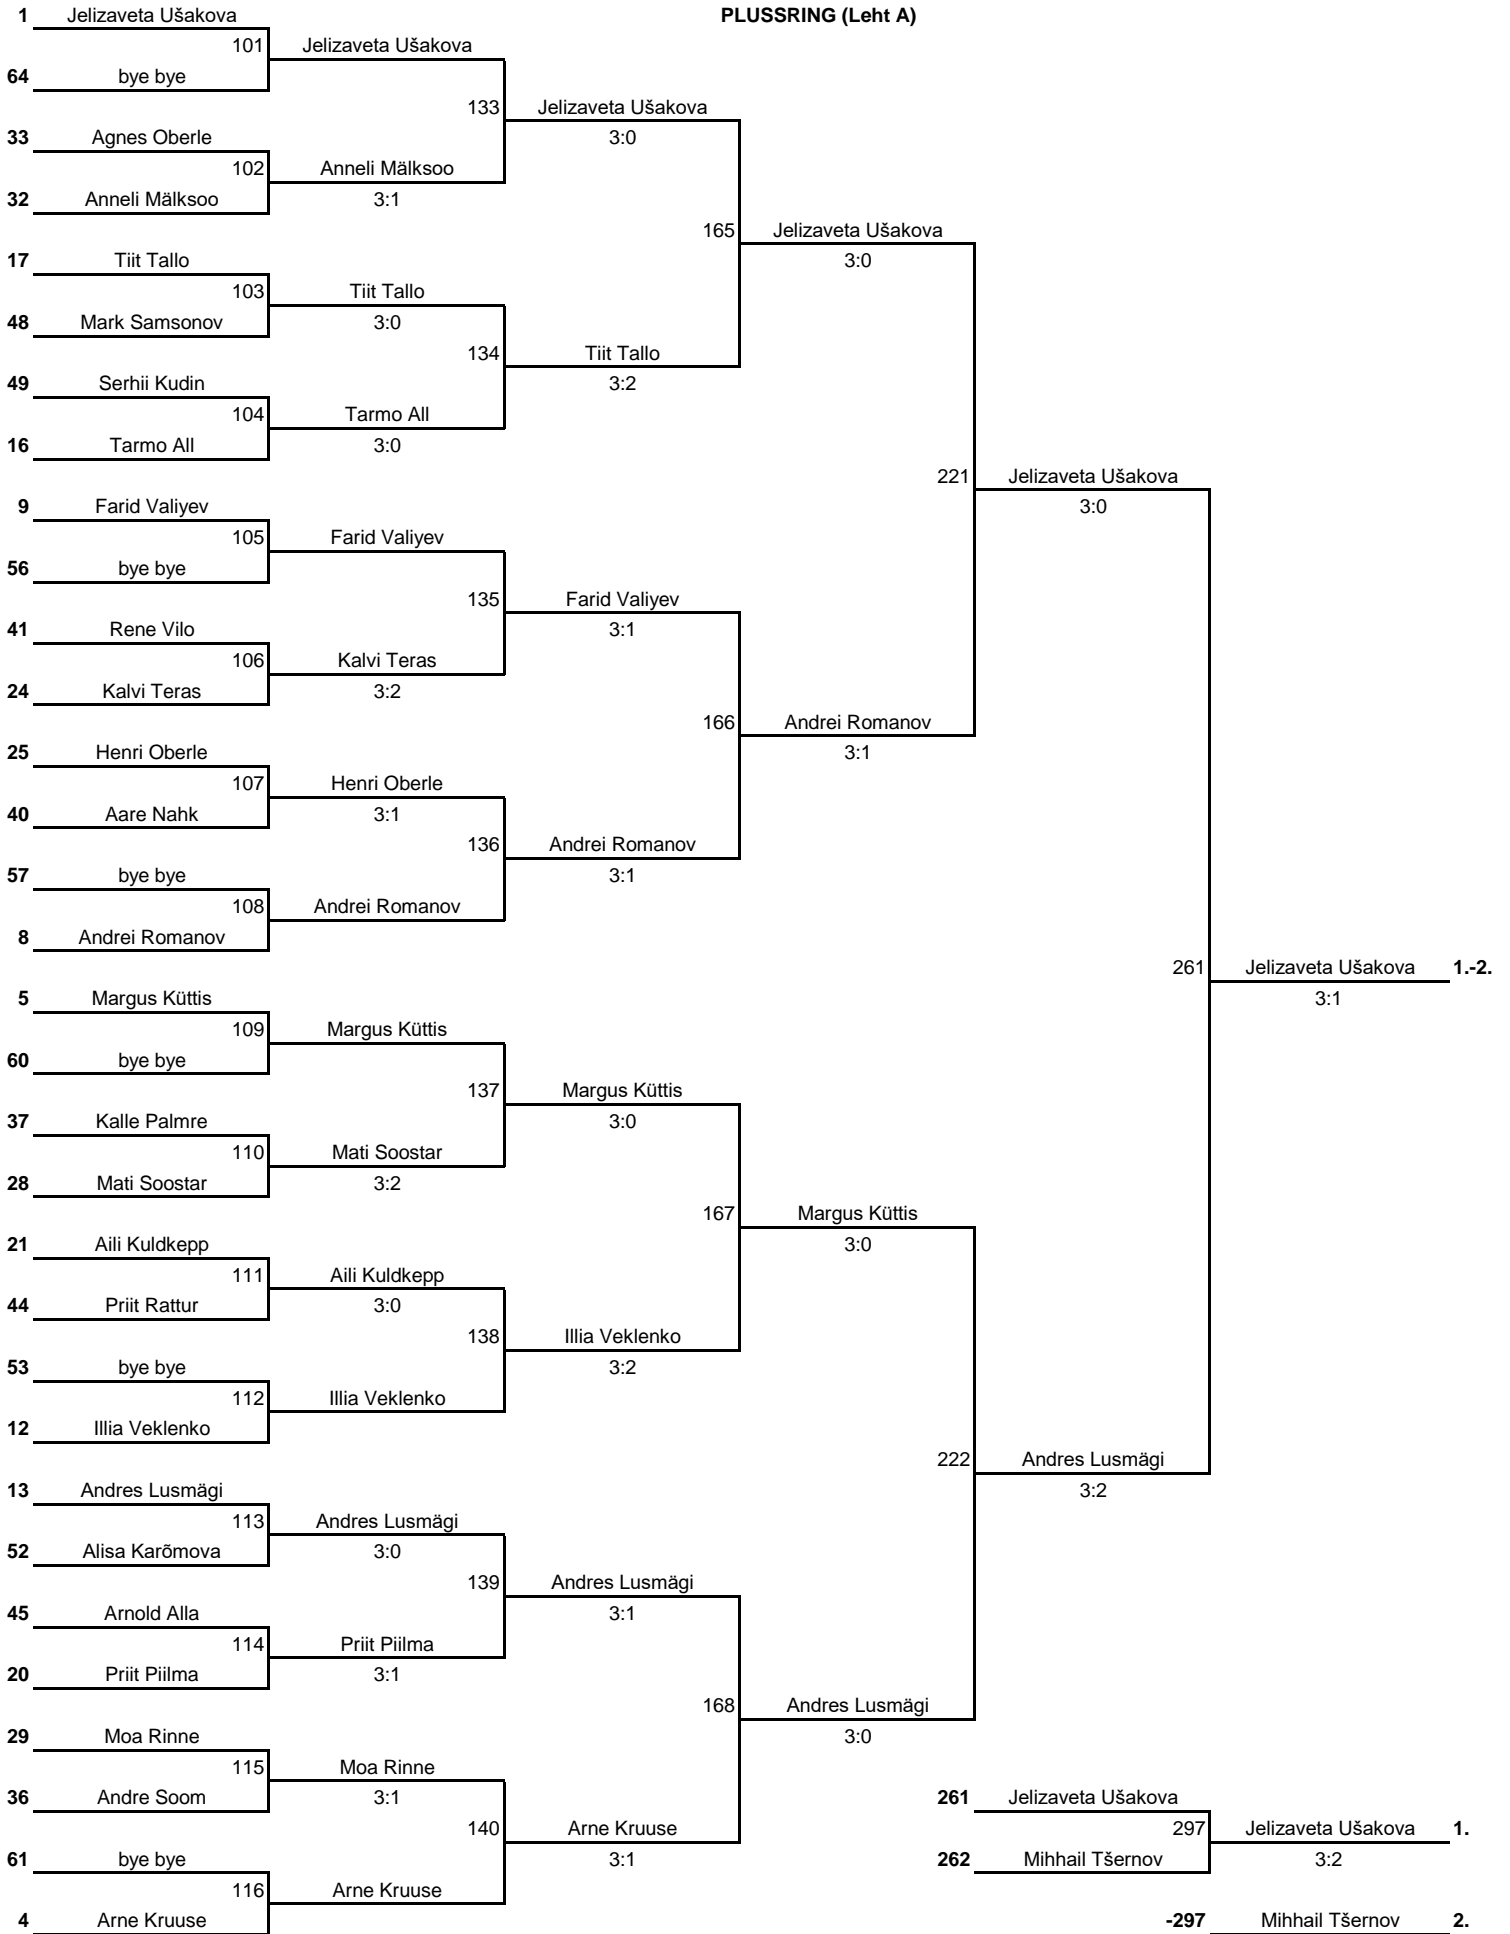 1 Jelizaveta Ušakova PLUSSRING (Leht A)
101 Jelizaveta Ušakova
64 bye bye
133 Jelizaveta Ušakova
33 Agnes Oberle 3:0
102 Anneli Mälksoo
32 Anneli Mälksoo 3:1
165 Jelizaveta Ušakova
17 Tiit Tallo 3:0
103 Tiit Tallo
48 Mark Samsonov 3:0
134 Tiit Tallo
49 Serhii Kudin 3:2
104 Tarmo All
16 Tarmo All 3:0
221 Jelizaveta Ušakova
9 Farid Valiyev 3:0
105 Farid Valiyev
56 bye bye
135 Farid Valiyev
41 Rene Vilo 3:1
106 Kalvi Teras
24 Kalvi Teras 3:2
166 Andrei Romanov
25 Henri Oberle 3:1
107 Henri Oberle
40 Aare Nahk 3:1
136 Andrei Romanov
57 bye bye 3:1
108 Andrei Romanov
8 Andrei Romanov
261 Jelizaveta Ušakova 1.-2.
5 Margus Küttis 3:1
109 Margus Küttis
60 bye bye
137 Margus Küttis
37 Kalle Palmre 3:0
110 Mati Soostar
28 Mati Soostar 3:2
167 Margus Küttis
21 Aili Kuldkepp 3:0
111 Aili Kuldkepp
44 Priit Rattur 3:0
138 Illia Veklenko
53 bye bye 3:2
112 Illia Veklenko
12 Illia Veklenko
222 Andres Lusmägi
13 Andres Lusmägi 3:2
113 Andres Lusmägi
52 Alisa Karõmova 3:0
139 Andres Lusmägi
45 Arnold Alla 3:1
114 Priit Piilma
20 Priit Piilma 3:1
168 Andres Lusmägi
29 Moa Rinne 3:0
115 Moa Rinne
36 Andre Soom 3:1 261 Jelizaveta Ušakova
140 Arne Kruuse 297 Jelizaveta Ušakova 1.
61 bye bye 3:1 262 Mihhail Tšernov 3:2
116 Arne Kruuse
4 Arne Kruuse -297 Mihhail Tšernov 2.